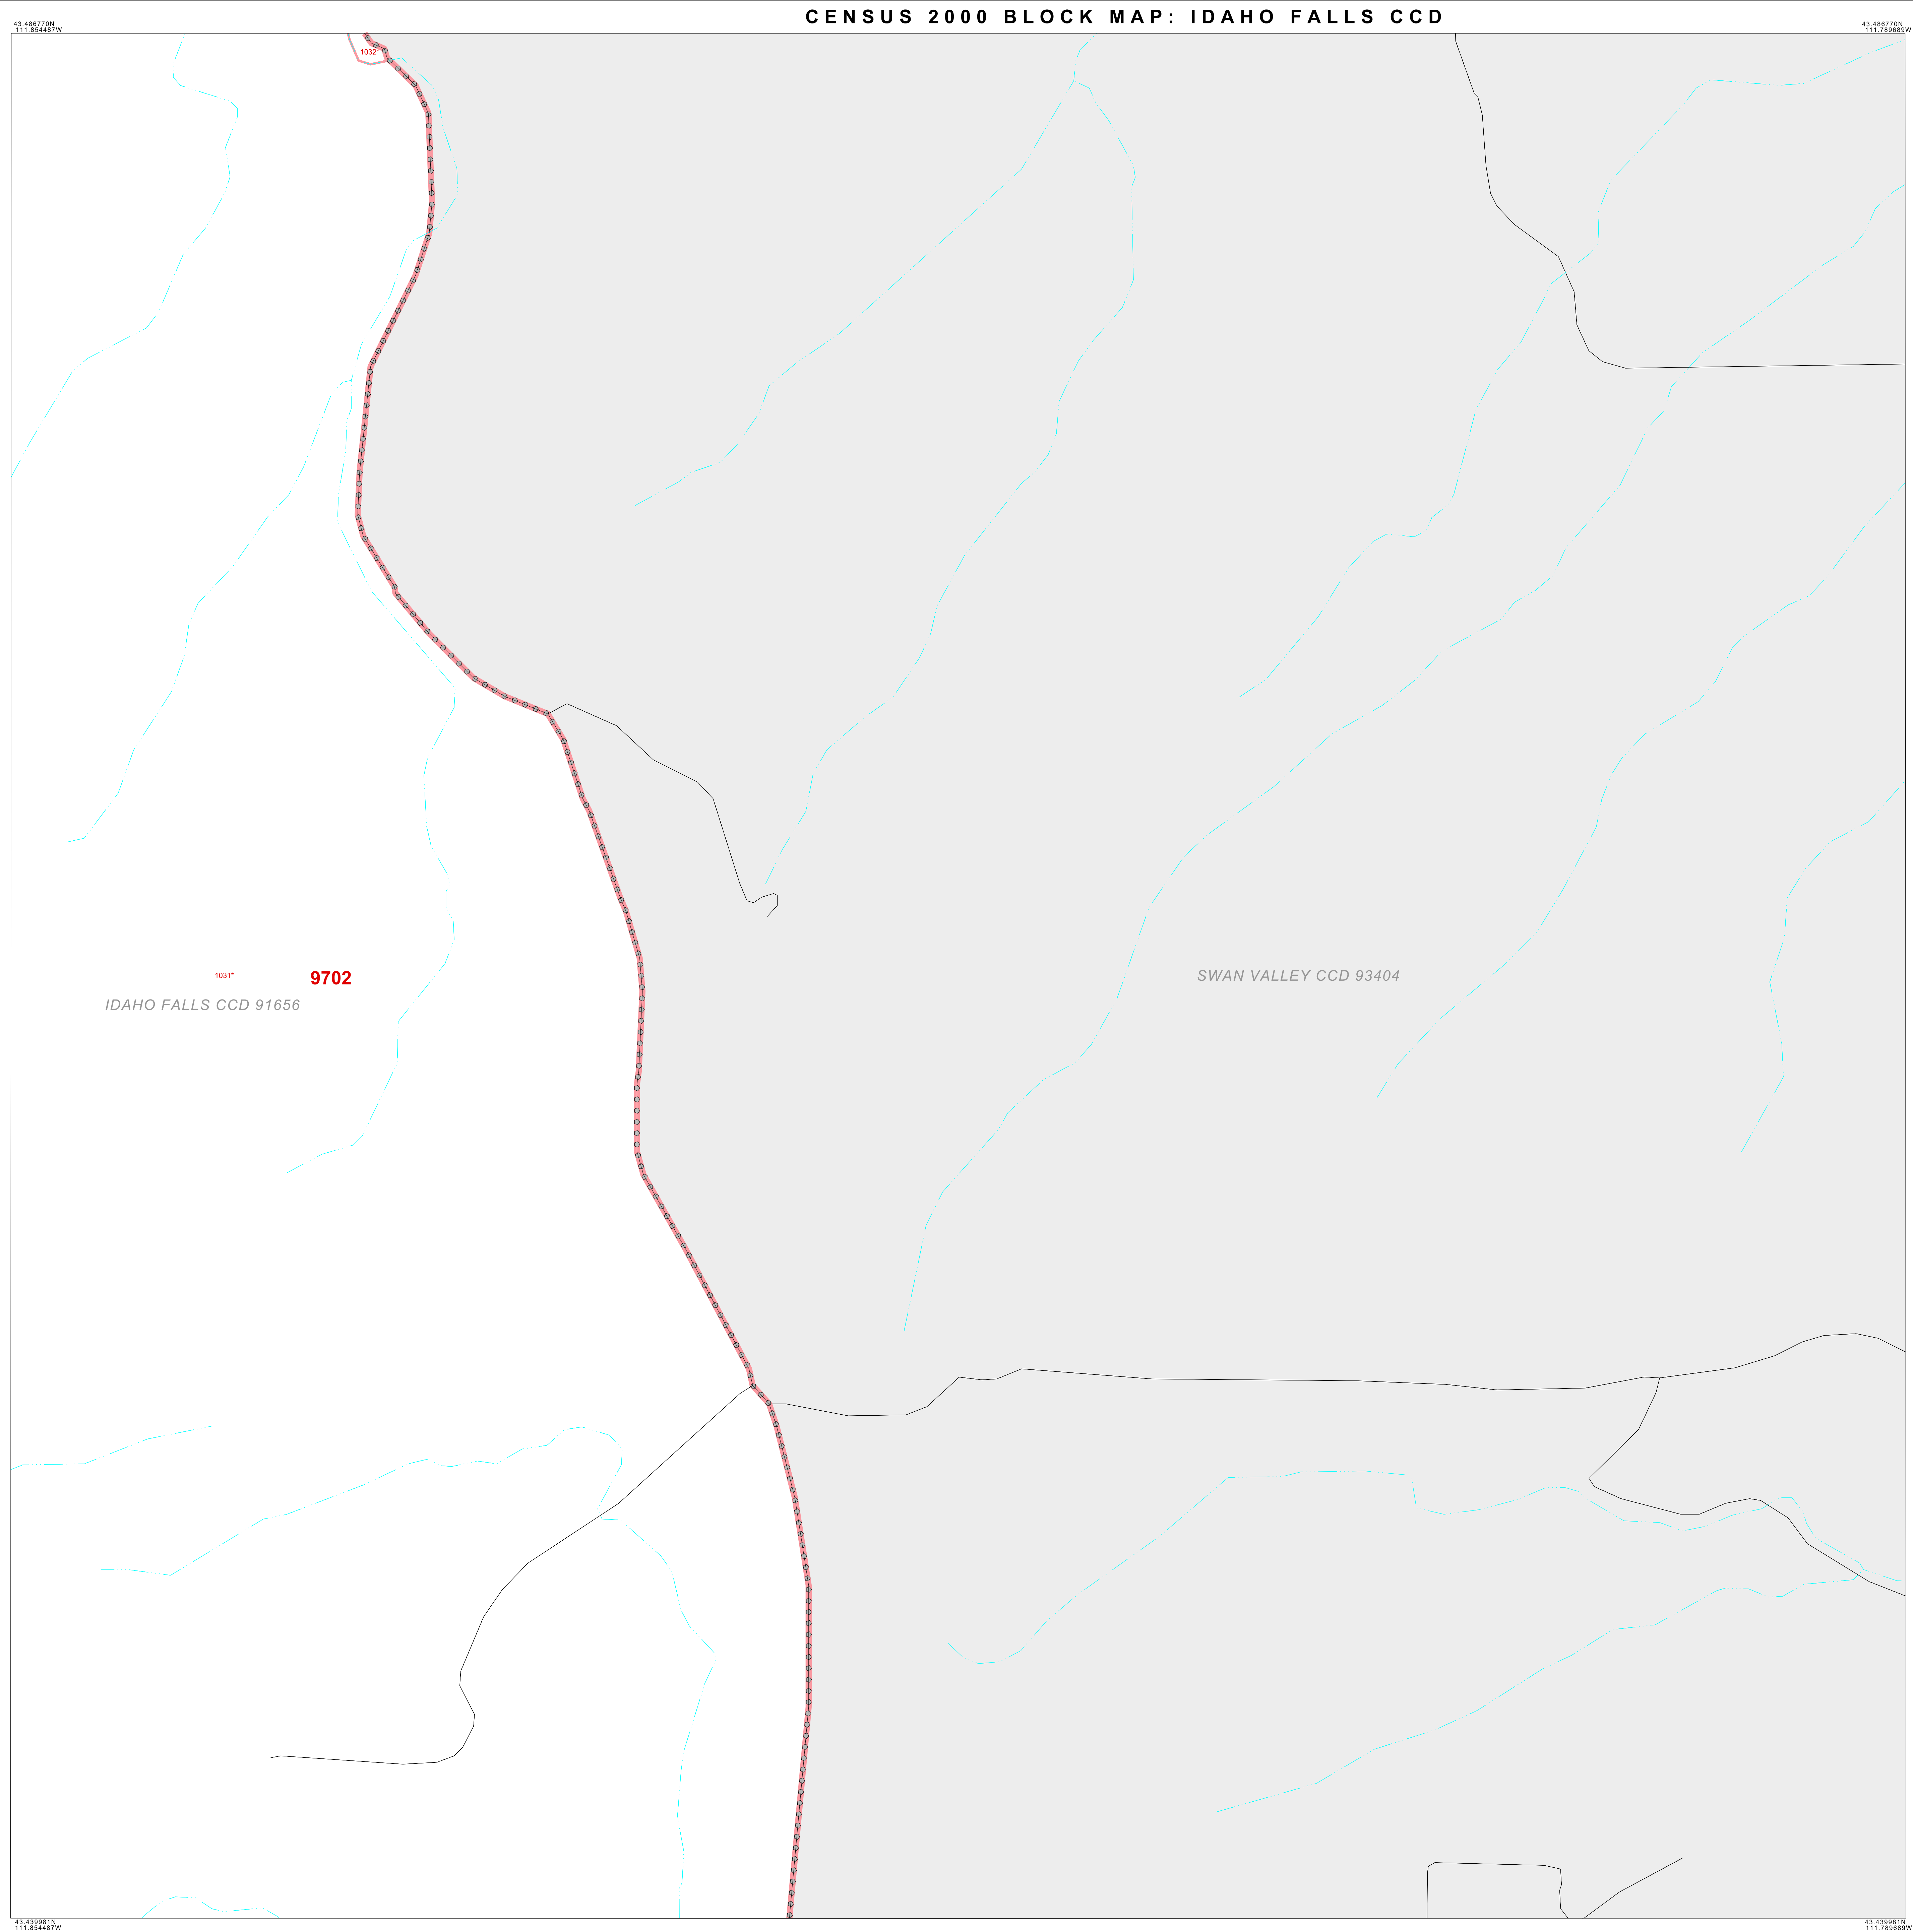 CENSUS 2000 BLOCK MAP: IDAHO FALLS CCD
43.486770N
111.854487W
43.486770N
111.789689W
1032*
1031*
9702
IDAHO FALLS CCD 91656
SWAN VALLEY CCD 93404
43.439981N
111.854487W
43.439981N
111.789689W